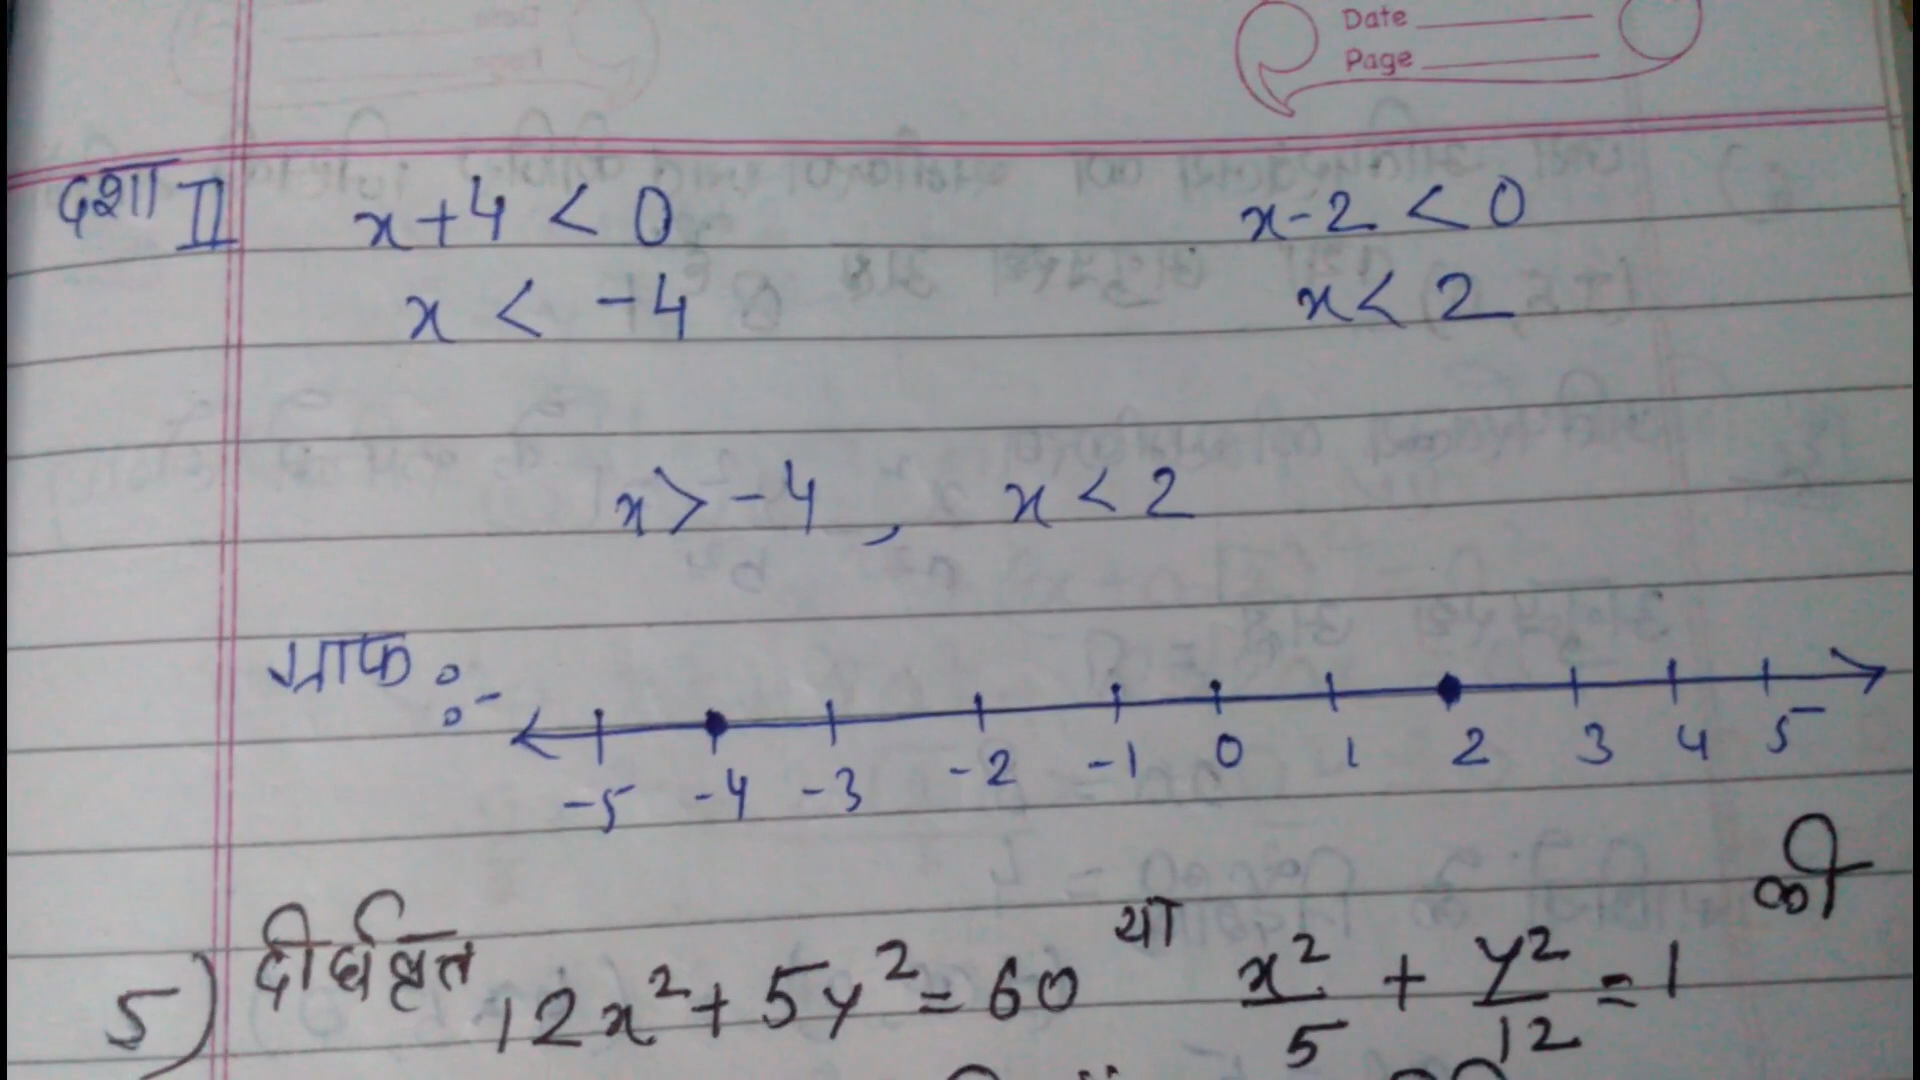 Date
Page
दशा II x+4 < 0 x-2 < 0
x < -4 x < 2
x > -4 , x < 2
ग्राफ :-
-5 -4 -3 -2 -1 0 1 2 3 4 5
5) दीर्घवृत 12x²+5y²=60 या x²/5 + y²/12 = 1 की